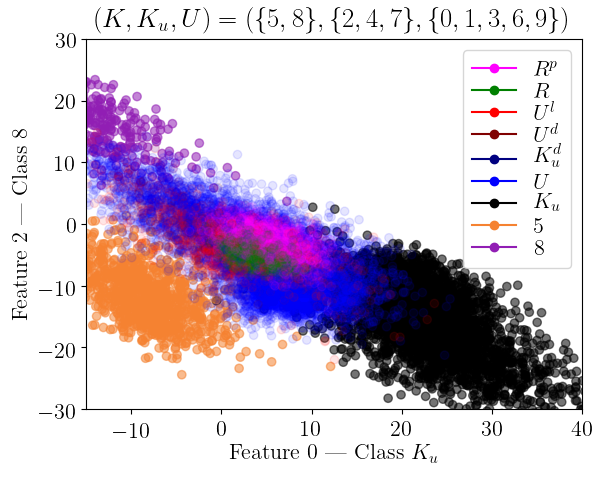 (K, K_u, U) = ({5, 8}, {2, 4, 7}, {0, 1, 3, 6, 9})
30
20
10
0
−10
−20
−30
Feature 2 — Class 8
R^p
R
U^l
U^d
K_u^d
U
K_u
5
8
−10
0
10
20
30
40
Feature 0 — Class K_u